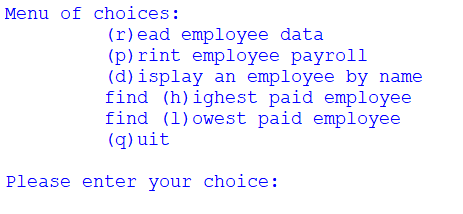 Menu of choices:
(r)ead employee data
(p)rint employee payroll
(d)isplay an employee by name
find (h)ighest paid employee
find (l)owest paid employee
(q)uit
Please enter your choice: